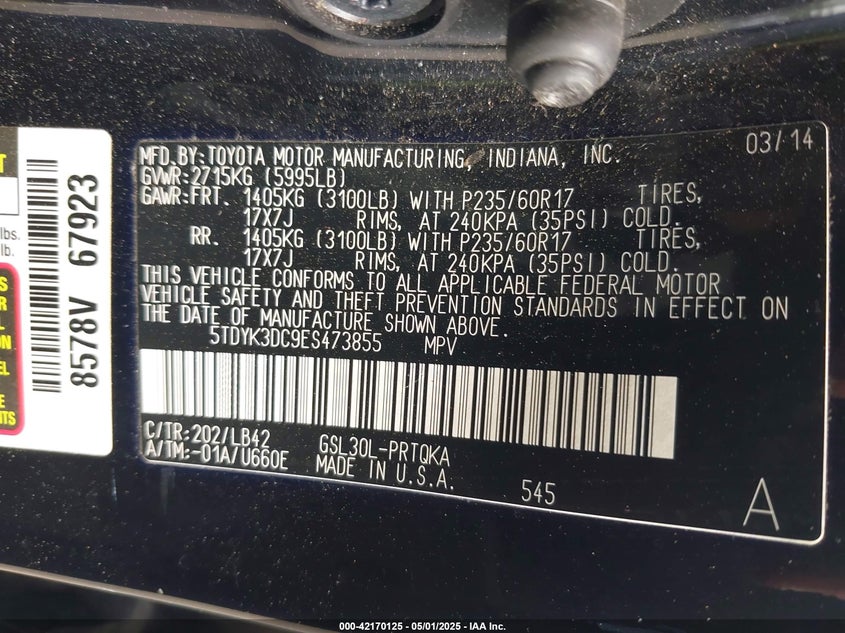 MFD.BY:TOYOTA MOTOR MANUFACTURING, INDIANA, INC. 03/14
GVWR:2715KG (5995LB)
GAWR:FRT. 1405KG (3100LB) WITH P235/60R17 TIRES,
17X7J RIMS, AT 240KPA (35PSI) COLD.
RR. 1405KG (3100LB) WITH P235/60R17 TIRES,
17X7J RIMS, AT 240KPA (35PSI) COLD.
THIS VEHICLE CONFORMS TO ALL APPLICABLE FEDERAL MOTOR
VEHICLE SAFETY AND THEFT PREVENTION STANDARDS IN EFFECT ON
THE DATE OF MANUFACTURE SHOWN ABOVE.
5TDYK3DC9ES473855 MPV
C/TR:202/LB42 GSL30L-PRTQKA
A/TM:-01A/U660E MADE IN U.S.A.
545 A
8578V 67923
lbs.
lb.
000-42170125 - 05/01/2025 - IAA Inc.